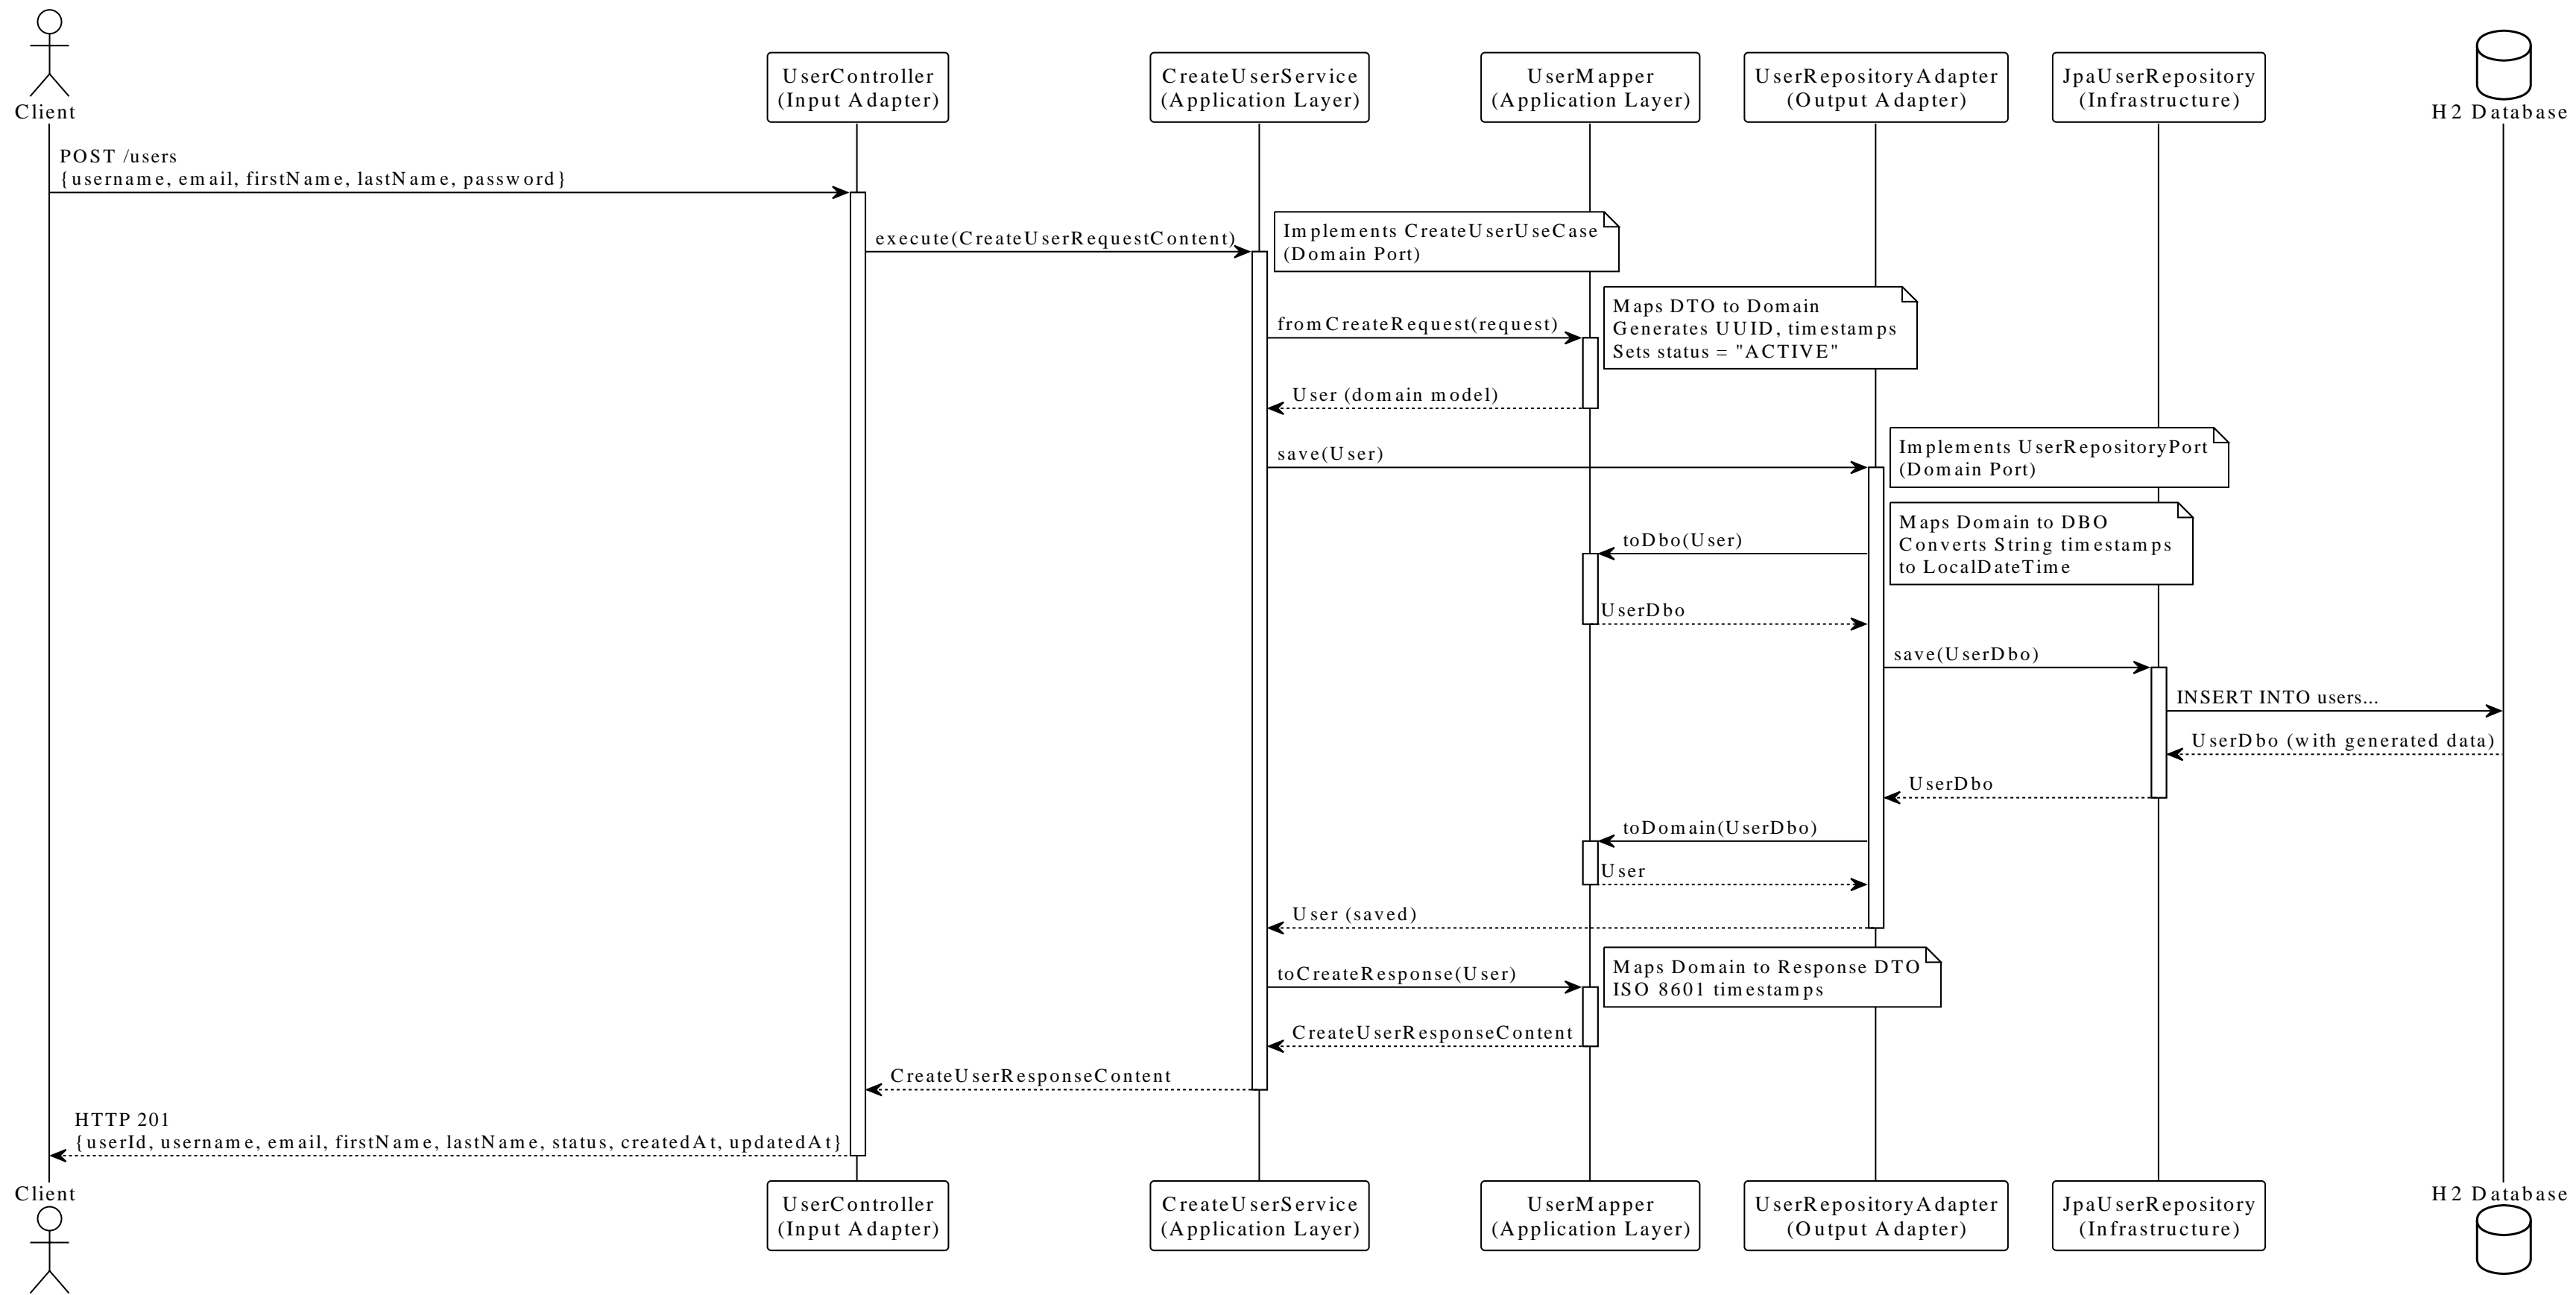 Client
UserController
(Input Adapter)
CreateUserService
(Application Layer)
UserMapper
(Application Layer)
UserRepositoryAdapter
(Output Adapter)
JpaUserRepository
(Infrastructure)
H2 Database
POST /users
{username, email, firstName, lastName, password}
execute(CreateUserRequestContent)
Implements CreateUserUseCase
(Domain Port)
fromCreateRequest(request)
Maps DTO to Domain
Generates UUID, timestamps
Sets status = "ACTIVE"
User (domain model)
save(User)
Implements UserRepositoryPort
(Domain Port)
toDbo(User)
Maps Domain to DBO
Converts String timestamps
to LocalDateTime
UserDbo
save(UserDbo)
INSERT INTO users...
UserDbo (with generated data)
UserDbo
toDomain(UserDbo)
User
User (saved)
toCreateResponse(User)
Maps Domain to Response DTO
ISO 8601 timestamps
CreateUserResponseContent
CreateUserResponseContent
HTTP 201
{userId, username, email, firstName, lastName, status, createdAt, updatedAt}
Client
UserController
(Input Adapter)
CreateUserService
(Application Layer)
UserMapper
(Application Layer)
UserRepositoryAdapter
(Output Adapter)
JpaUserRepository
(Infrastructure)
H2 Database